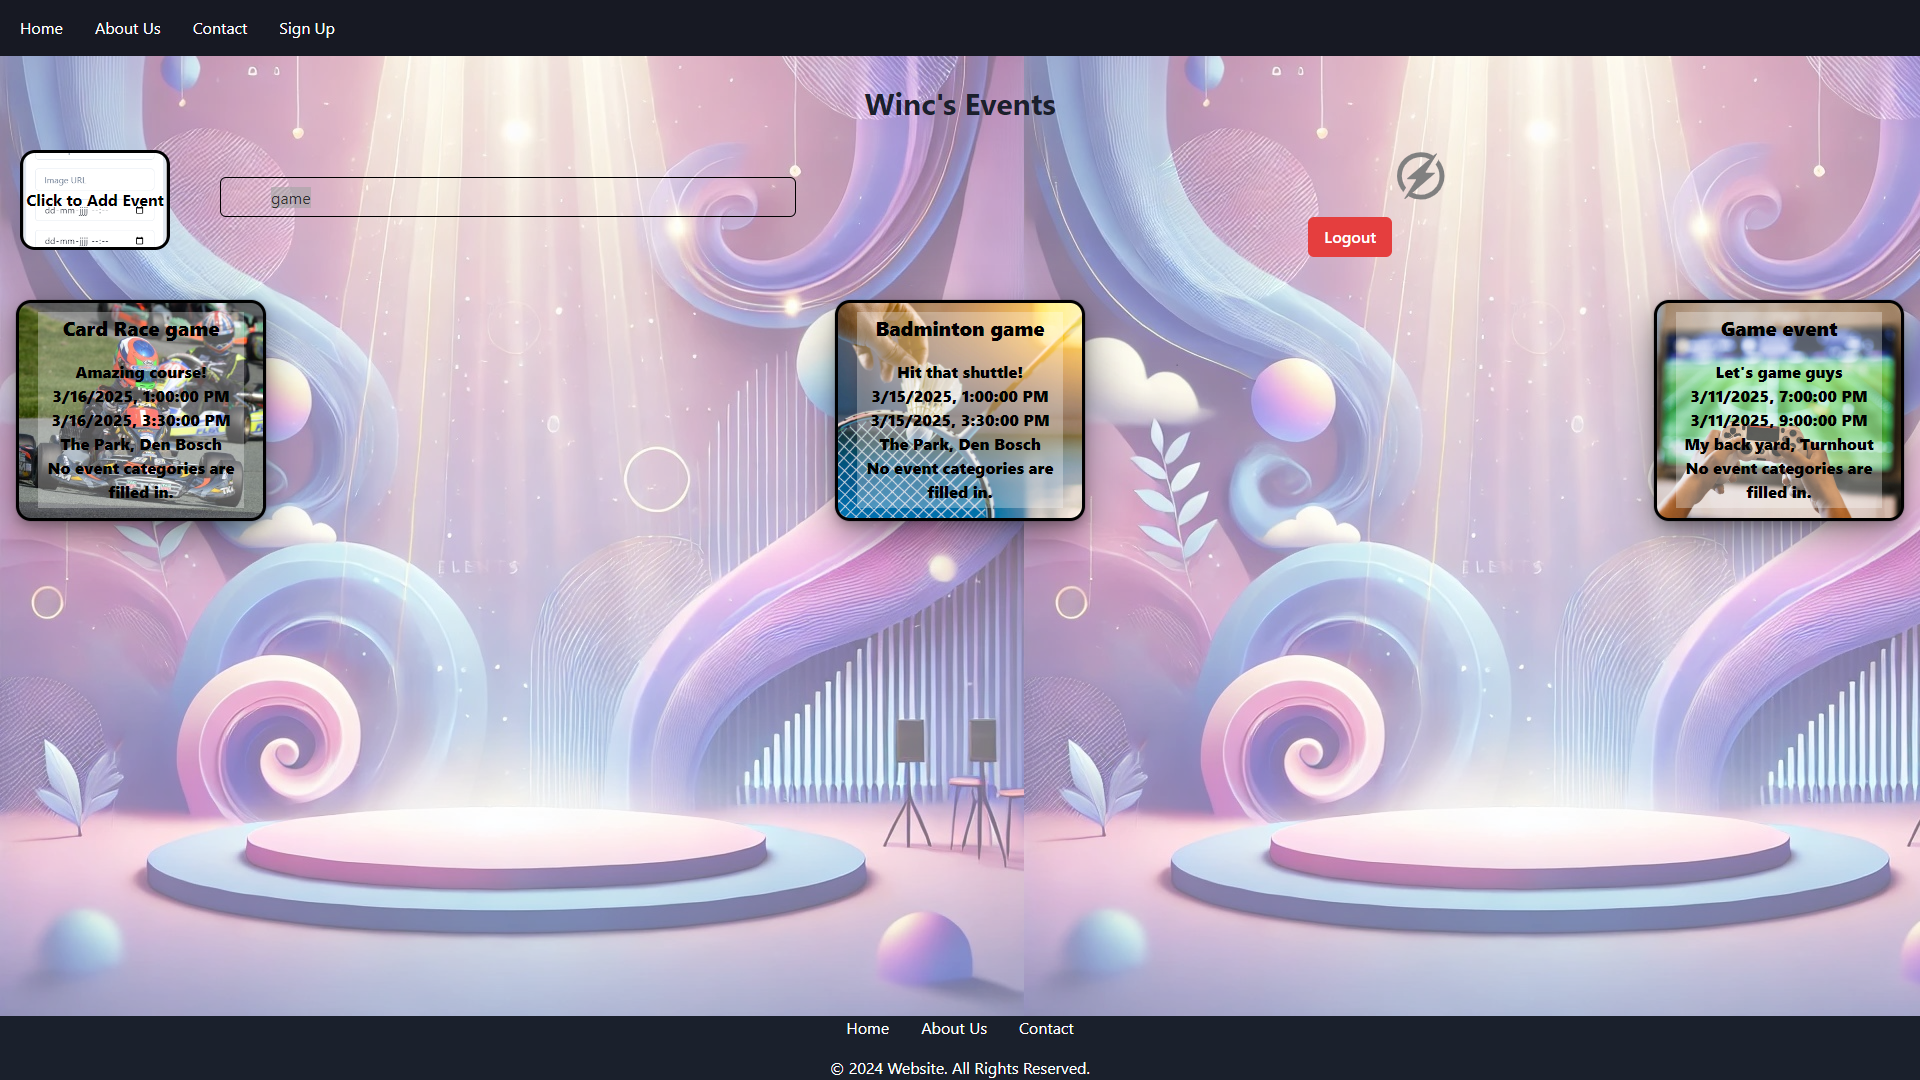 Home
About Us
Contact
Sign Up
Winc's Events
Image URL
Click to Add Event
dd-mm-jjjj --:--
dd-mm-jjjj --:--
game
Logout
Card Race game
Amazing course!
3/16/2025, 1:00:00 PM
3/16/2025, 3:30:00 PM
The Park, Den Bosch
No event categories are
filled in.
Badminton game
Hit that shuttle!
3/15/2025, 1:00:00 PM
3/15/2025, 3:30:00 PM
The Park, Den Bosch
No event categories are
filled in.
Game event
Let's game guys
3/11/2025, 7:00:00 PM
3/11/2025, 9:00:00 PM
My back yard, Turnhout
No event categories are
filled in.
Home
About Us
Contact
© 2024 Website. All Rights Reserved.